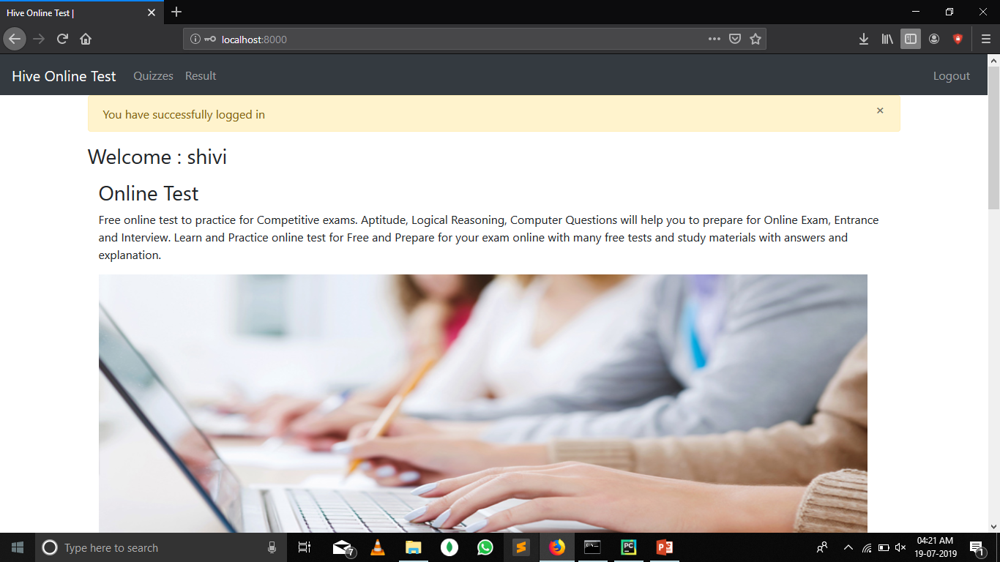 Hive Online Test |
localhost:8000
Hive Online Test Quizzes Result Logout
You have successfully logged in ×
Welcome : shivi
Online Test
Free online test to practice for Competitive exams. Aptitude, Logical Reasoning, Computer Questions will help you to prepare for Online Exam, Entrance
and Interview. Learn and Practice online test for Free and Prepare for your exam online with many free tests and study materials with answers and
explanation.
Type here to search
7
PC
P
04:21 AM
19-07-2019
1